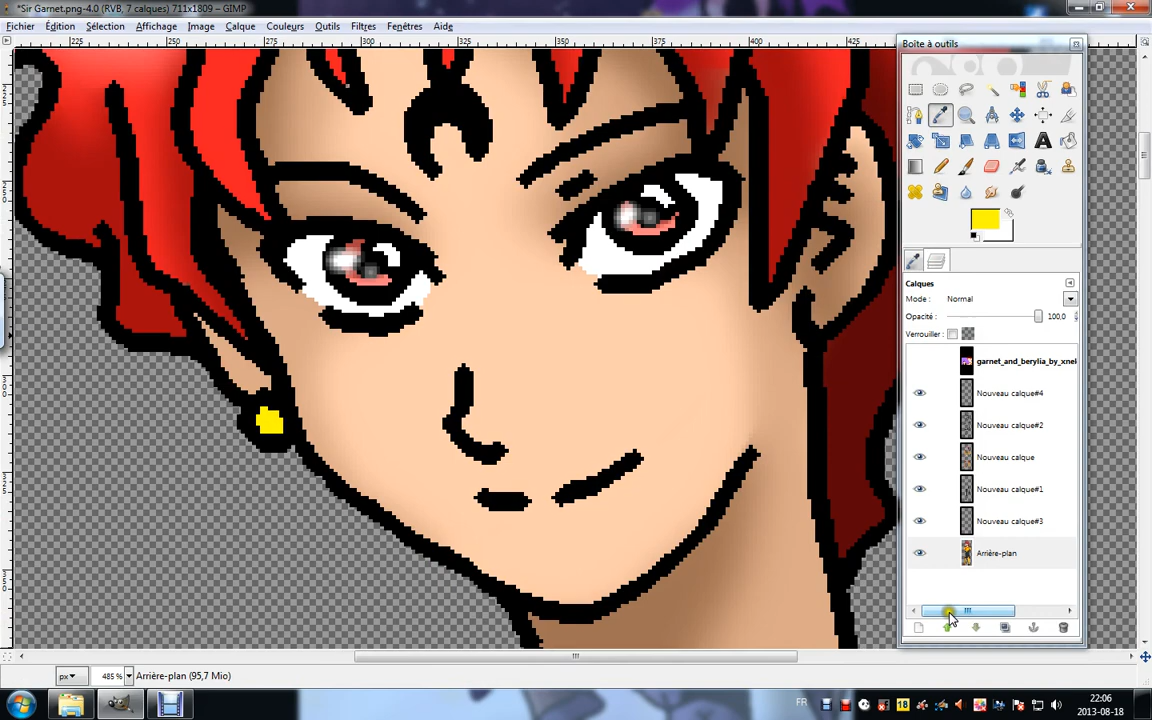 *Sir Garnet.png-4.0 (RVB, 7 calques) 711x1809 – GIMP
Fichier Édition Sélection Affichage Image Calque Couleurs Outils Filtres Fenêtres Aide
225 250 275 300 325 350 375 400 425
Boîte à outils
Calques
Mode : Normal
Opacité : 100,0
Verrouiller :
garnet_and_berylia_by_xnel
Nouveau calque#4
Nouveau calque#2
Nouveau calque
Nouveau calque#1
Nouveau calque#3
Arrière-plan
px 485 % Arrière-plan (95,7 Mio)
FR 18 22:06
2013-08-18